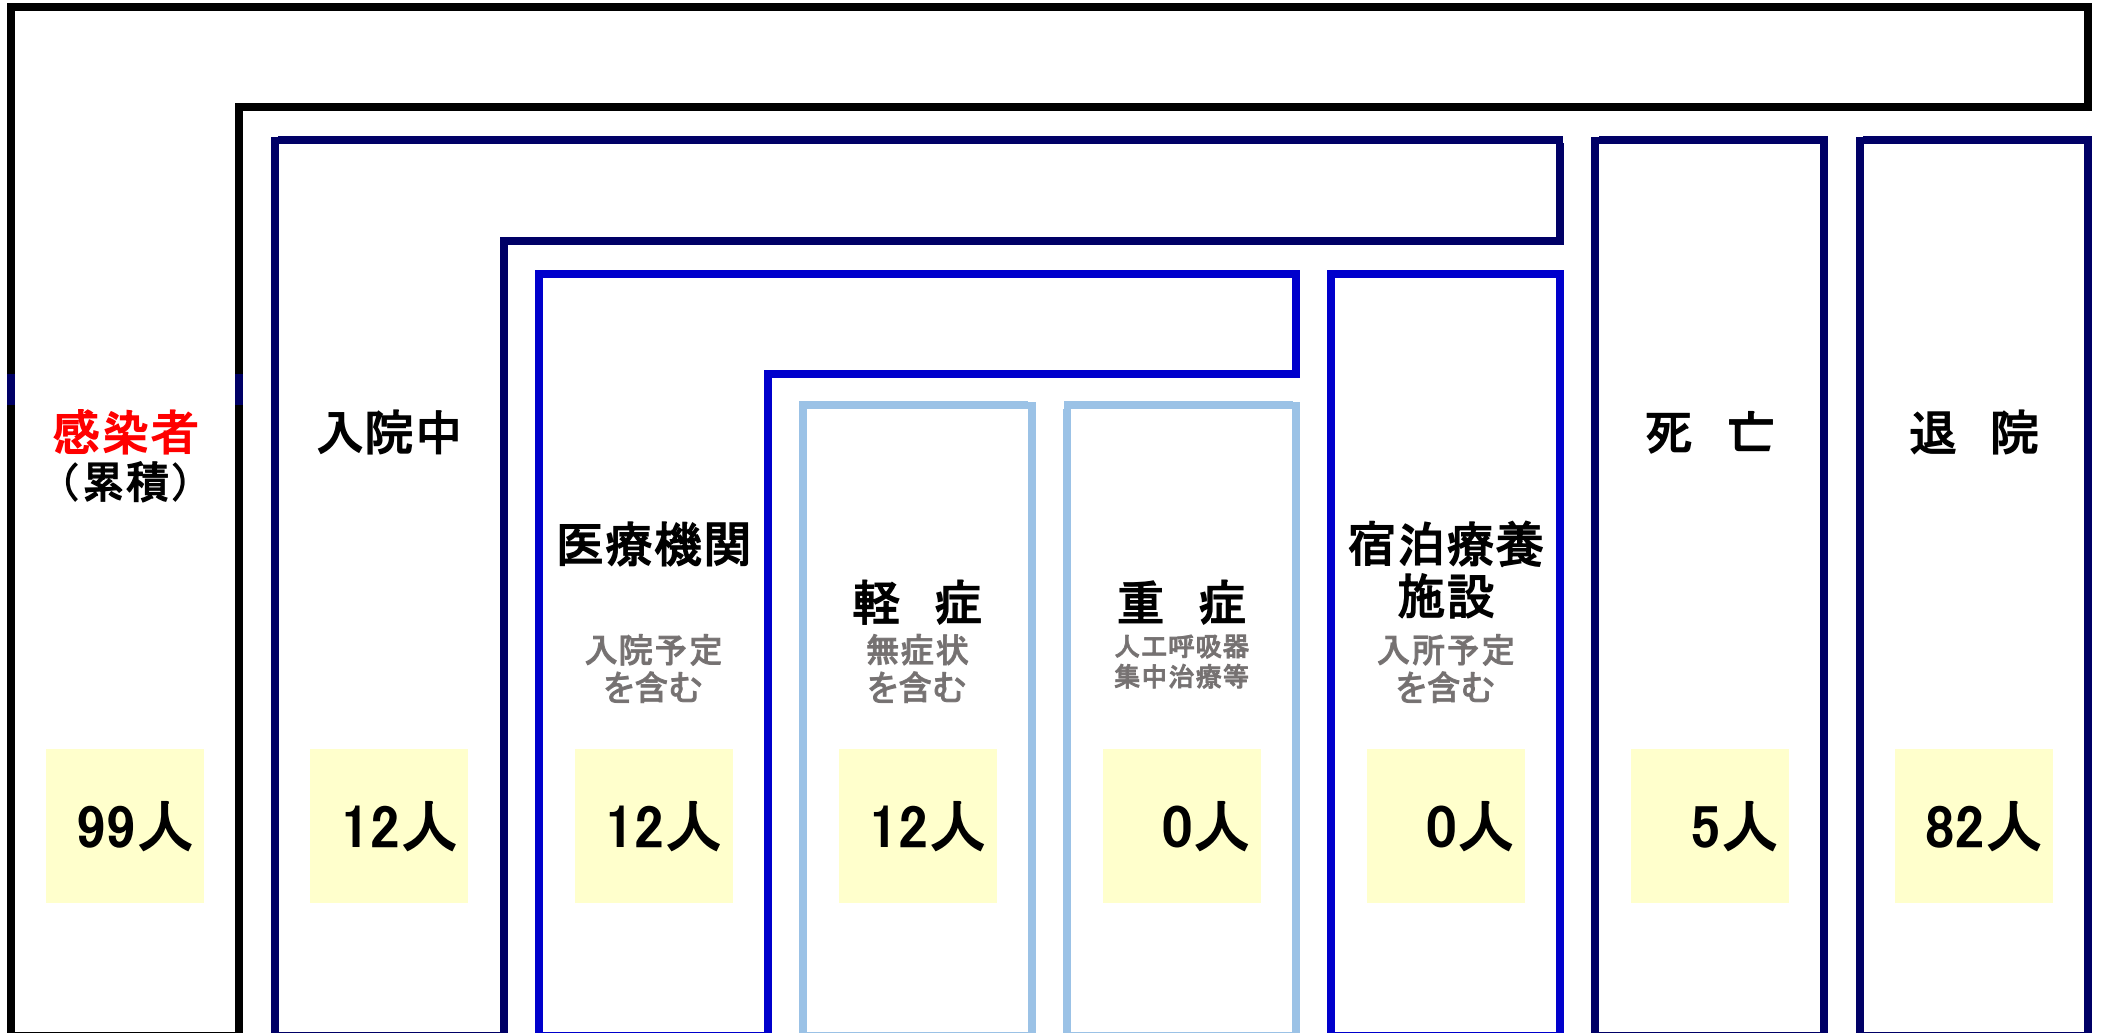 感染者
（累積）
99人
入院中
12人
医療機関
入院予定
を含む
12人
軽　症
無症状
を含む
12人
重　症
人工呼吸器
集中治療等
0人
宿泊療養
施設
入所予定
を含む
0人
死　亡
5人
退　院
82人